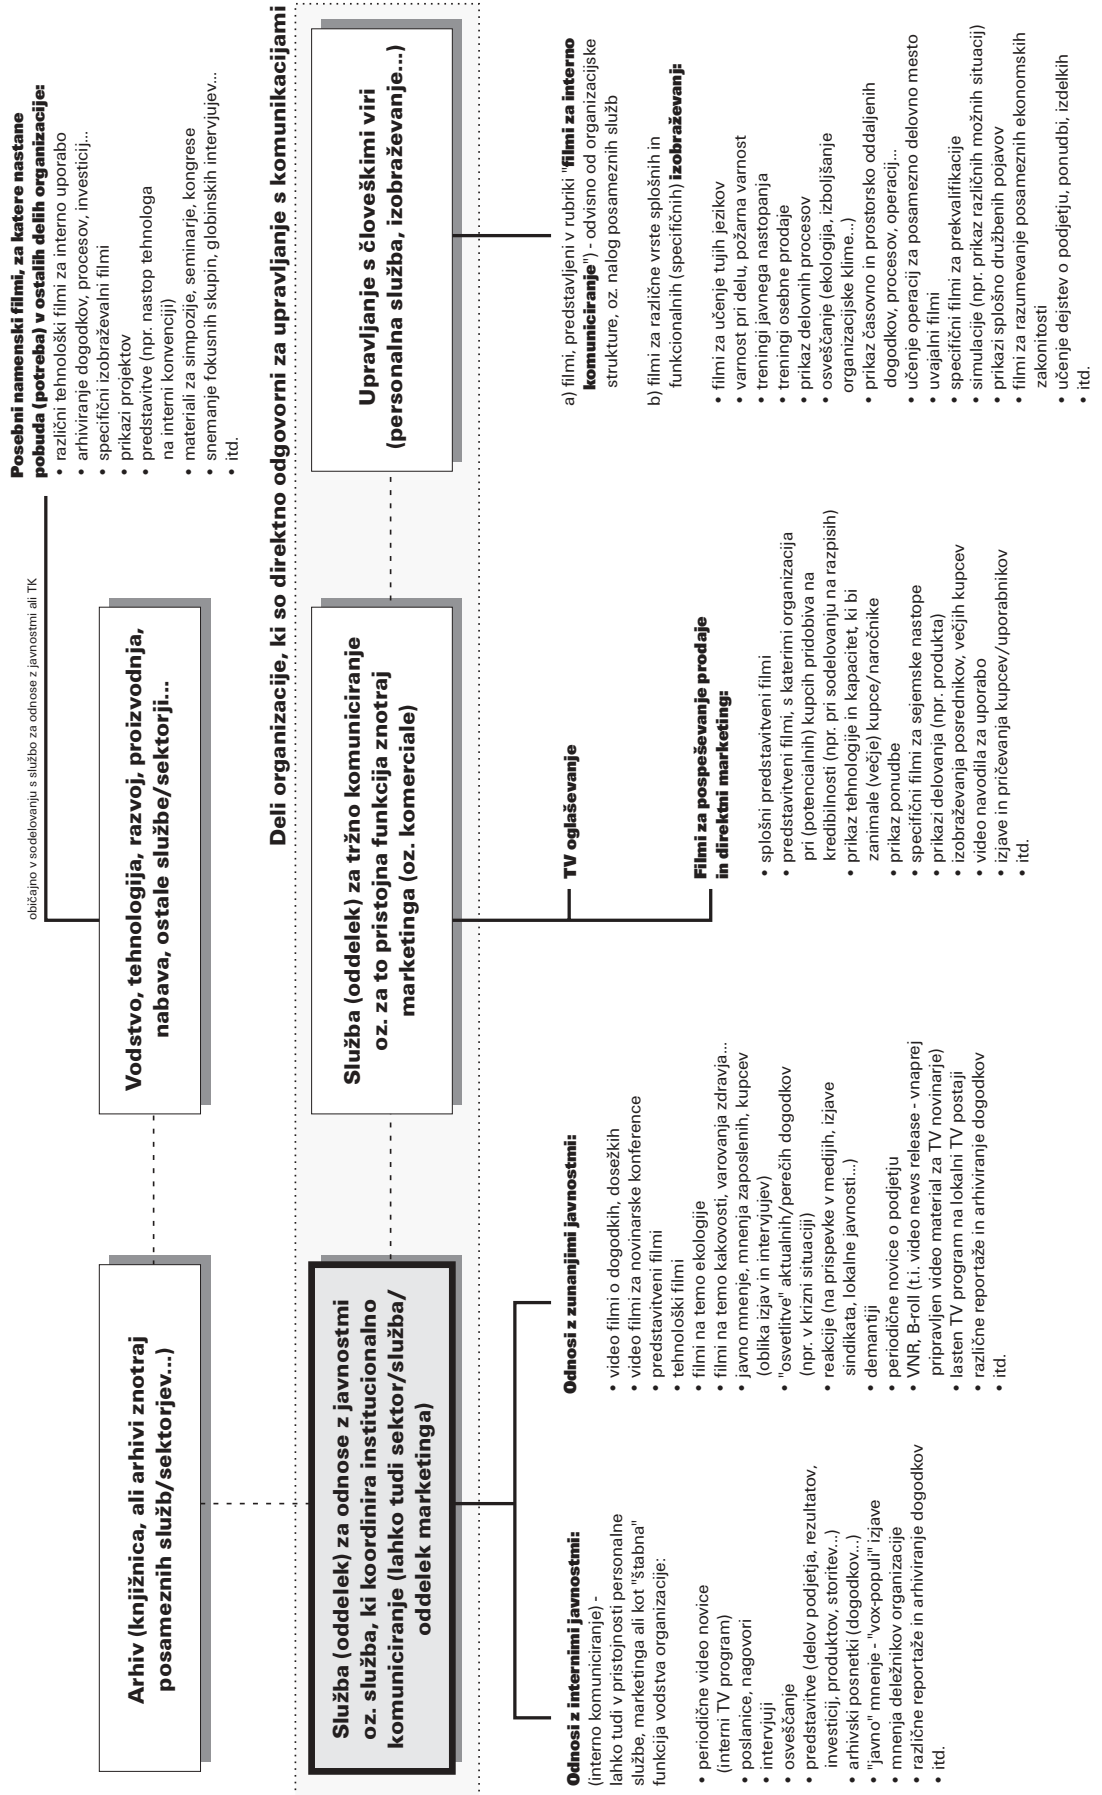 Arhiv (knjižnica, ali arhivi znotraj
posameznih služb/sektorjev...)
Vodstvo, tehnologija, razvoj, proizvodnja,
nabava, ostale službe/sektorji...
običajno v sodelovanju s službo za odnose z javnostmi ali TK
Posebni namenski filmi, za katere nastane
pobuda (potreba) v ostalih delih organizacije:
• različni tehnološki filmi za interno uporabo
• arhiviranje dogodkov, procesov, investicij...
• specifični izobraževalni filmi
• prikazi projektov
• predstavitve (npr. nastop tehnologa
na interni konvenciji)
• materiali za simpozije, seminarje, kongrese
• snemanje fokusnih skupin, globinskih intervjujev...
• itd.
Deli organizacije, ki so direktno odgovorni za upravljanje s komunikacijami
Služba (oddelek) za odnose z javnostmi
oz. služba, ki koordinira institucionalno
komuniciranje (lahko tudi sektor/služba/
oddelek marketinga)
Služba (oddelek) za tržno komuniciranje
oz. za to pristojna funkcija znotraj
marketinga (oz. komerciale)
Upravljanje s človeškimi viri
(personalna služba, izobraževanje...)
Odnosi z internimi javnostmi:
(interno komuniciranje) -
lahko tudi v pristojnosti personalne
službe, marketinga ali kot "štabna"
funkcija vodstva organizacije:
• periodične video novice
(interni TV program)
• poslanice, nagovori
• intervjuji
• osveščanje
• predstavitve (delov podjetja, rezultatov,
investicij, produktov, storitev...)
• arhivski posnetki (dogodkov...)
• "javno" mnenje - "vox-populi" izjave
• mnenja deležnikov organizacije
• različne reportaže in arhiviranje dogodkov
• itd.
Odnosi z zunanjimi javnostmi:
• video filmi o dogodkih, dosežkih
• video filmi za novinarske konference
• predstavitveni filmi
• tehnološki filmi
• filmi na temo ekologije
• filmi na temo kakovosti, varovanja zdravja...
• javno mnenje, mnenja zaposlenih, kupcev
(oblika izjav in intervjujev)
• "osvetlitve" aktualnih/perečih dogodkov
(npr. v krizni situaciji)
• reakcije (na prispevke v medijih, izjave
sindikata, lokalne javnosti...)
• demantiji
• periodične novice o podjetju
• VNR, B-roll (t.i. video news release - vnaprej
pripravljen video material za TV novinarje)
• lasten TV program na lokalni TV postaji
• različne reportaže in arhiviranje dogodkov
• itd.
TV oglaševanje
Filmi za pospeševanje prodaje
in direktni marketing:
• splošni predstavitveni filmi
• predstavitveni filmi, s katerimi organizacija
pri (potencialnih) kupcih pridobiva na
kredibilnosti (npr. pri sodelovanju na razpisih)
• prikaz tehnologije in kapacitet, ki bi
zanimale (večje) kupce/naročnike
• prikaz ponudbe
• specifični filmi za sejemske nastope
• prikazi delovanja (npr. produkta)
• izobraževanja posrednikov, večjih kupcev
• video navodila za uporabo
• izjave in pričevanja kupcev/uporabnikov
• itd.
a) filmi, predstavljeni v rubriki "filmi za interno
komuniciranje") - odvisno od organizacijske
strukture, oz. nalog posameznih služb
b) filmi za različne vrste splošnih in
funkcionalnih (specifičnih) izobraževanj:
• filmi za učenje tujih jezikov
• varnost pri delu, požarna varnost
• treningi javnega nastopanja
• treningi osebne prodaje
• prikaz delovnih procesov
• osveščanje (ekologija, izboljšanje
organizacijske klime...)
• prikaz časovno in prostorsko oddaljenih
dogodkov, procesov, operacij...
• učenje operacij za posamezno delovno mesto
• uvajalni filmi
• specifični filmi za prekvalifikacije
• simulacije (npr. prikaz različnih možnih situacij)
• prikazi splošno družbenih pojavov
• filmi za razumevanje posameznih ekonomskih
zakonitosti
• učenje dejstev o podjetju, ponudbi, izdelkih
• itd.